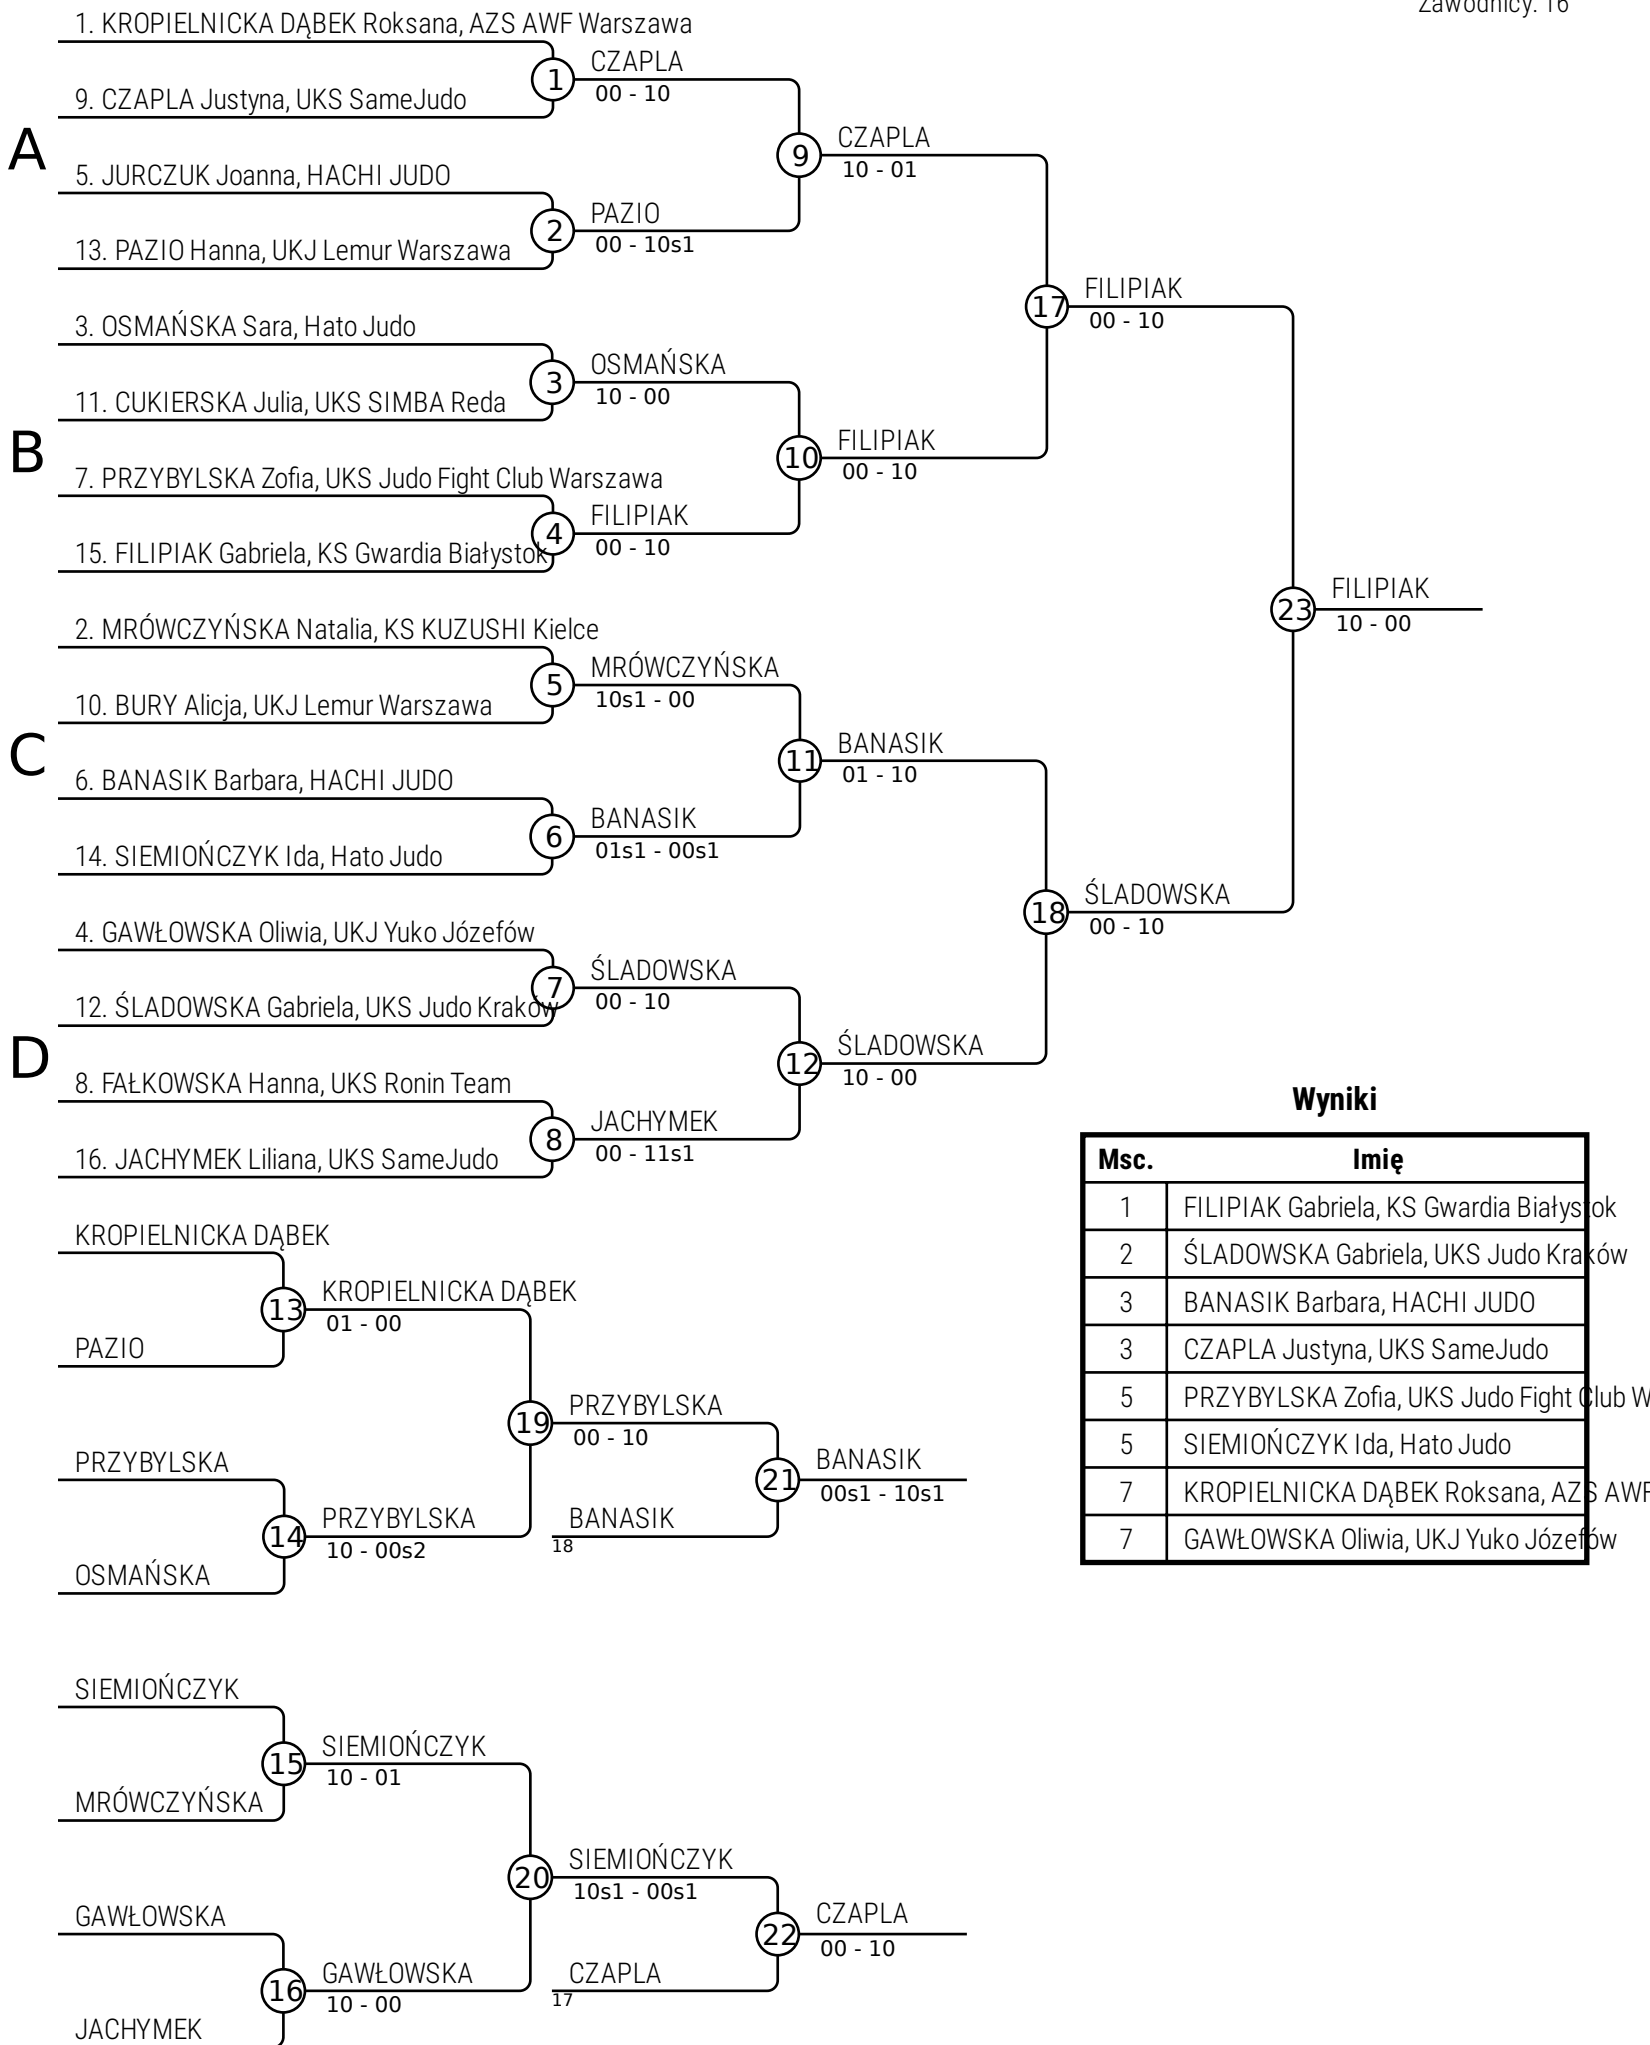 Zawodnicy: 16
1. KROPIELNICKA DĄBEK Roksana, AZS AWF Warszawa
1
CZAPLA
00 - 10
9. CZAPLA Justyna, UKS SameJudo
A
9
CZAPLA
10 - 01
5. JURCZUK Joanna, HACHI JUDO
2
PAZIO
00 - 10s1
13. PAZIO Hanna, UKJ Lemur Warszawa
17
FILIPIAK
00 - 10
3. OSMAŃSKA Sara, Hato Judo
3
OSMAŃSKA
10 - 00
11. CUKIERSKA Julia, UKS SIMBA Reda
B
10
FILIPIAK
00 - 10
7. PRZYBYLSKA Zofia, UKS Judo Fight Club Warszawa
4
FILIPIAK
00 - 10
15. FILIPIAK Gabriela, KS Gwardia Białystok
23
FILIPIAK
10 - 00
2. MRÓWCZYŃSKA Natalia, KS KUZUSHI Kielce
5
MRÓWCZYŃSKA
10s1 - 00
10. BURY Alicja, UKJ Lemur Warszawa
C
11
BANASIK
01 - 10
6. BANASIK Barbara, HACHI JUDO
6
BANASIK
01s1 - 00s1
14. SIEMIOŃCZYK Ida, Hato Judo
18
ŚLADOWSKA
00 - 10
4. GAWŁOWSKA Oliwia, UKJ Yuko Józefów
7
ŚLADOWSKA
00 - 10
12. ŚLADOWSKA Gabriela, UKS Judo Kraków
D
12
ŚLADOWSKA
10 - 00
8. FAŁKOWSKA Hanna, UKS Ronin Team
8
JACHYMEK
00 - 11s1
16. JACHYMEK Liliana, UKS SameJudo
Wyniki
Msc. Imię
1 FILIPIAK Gabriela, KS Gwardia Białystok
2 ŚLADOWSKA Gabriela, UKS Judo Kraków
3 BANASIK Barbara, HACHI JUDO
3 CZAPLA Justyna, UKS SameJudo
5 PRZYBYLSKA Zofia, UKS Judo Fight Club W
5 SIEMIOŃCZYK Ida, Hato Judo
7 KROPIELNICKA DĄBEK Roksana, AZS AWF
7 GAWŁOWSKA Oliwia, UKJ Yuko Józefów
KROPIELNICKA DĄBEK
13
KROPIELNICKA DĄBEK
01 - 00
PAZIO
19
PRZYBYLSKA
00 - 10
PRZYBYLSKA
14
PRZYBYLSKA
10 - 00s2
OSMAŃSKA
21
BANASIK
00s1 - 10s1
BANASIK
18
SIEMIOŃCZYK
15
SIEMIOŃCZYK
10 - 01
MRÓWCZYŃSKA
20
SIEMIOŃCZYK
10s1 - 00s1
GAWŁOWSKA
16
GAWŁOWSKA
10 - 00
JACHYMEK
22
CZAPLA
00 - 10
CZAPLA
17